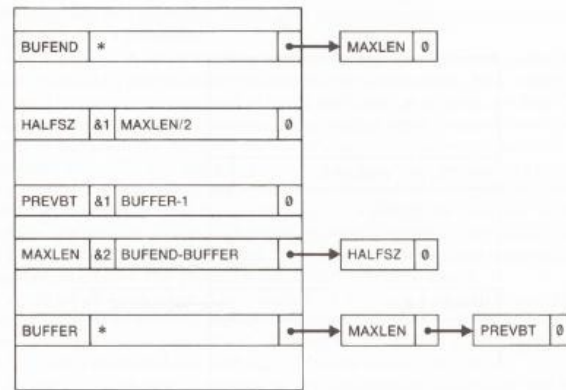 BUFEND * MAXLEN 0
HALFSZ &1 MAXLEN/2 0
PREVBT &1 BUFFER-1 0
MAXLEN &2 BUFEND-BUFFER HALFSZ 0
BUFFER * MAXLEN PREVBT 0